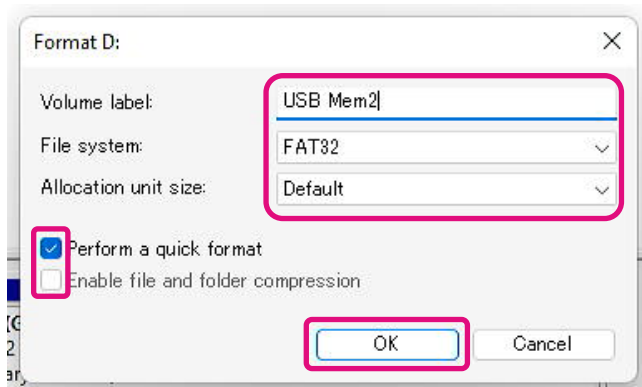 Format D:
Volume label: USB Mem2
File system: FAT32
Allocation unit size: Default
Perform a quick format
Enable file and folder compression
OK Cancel